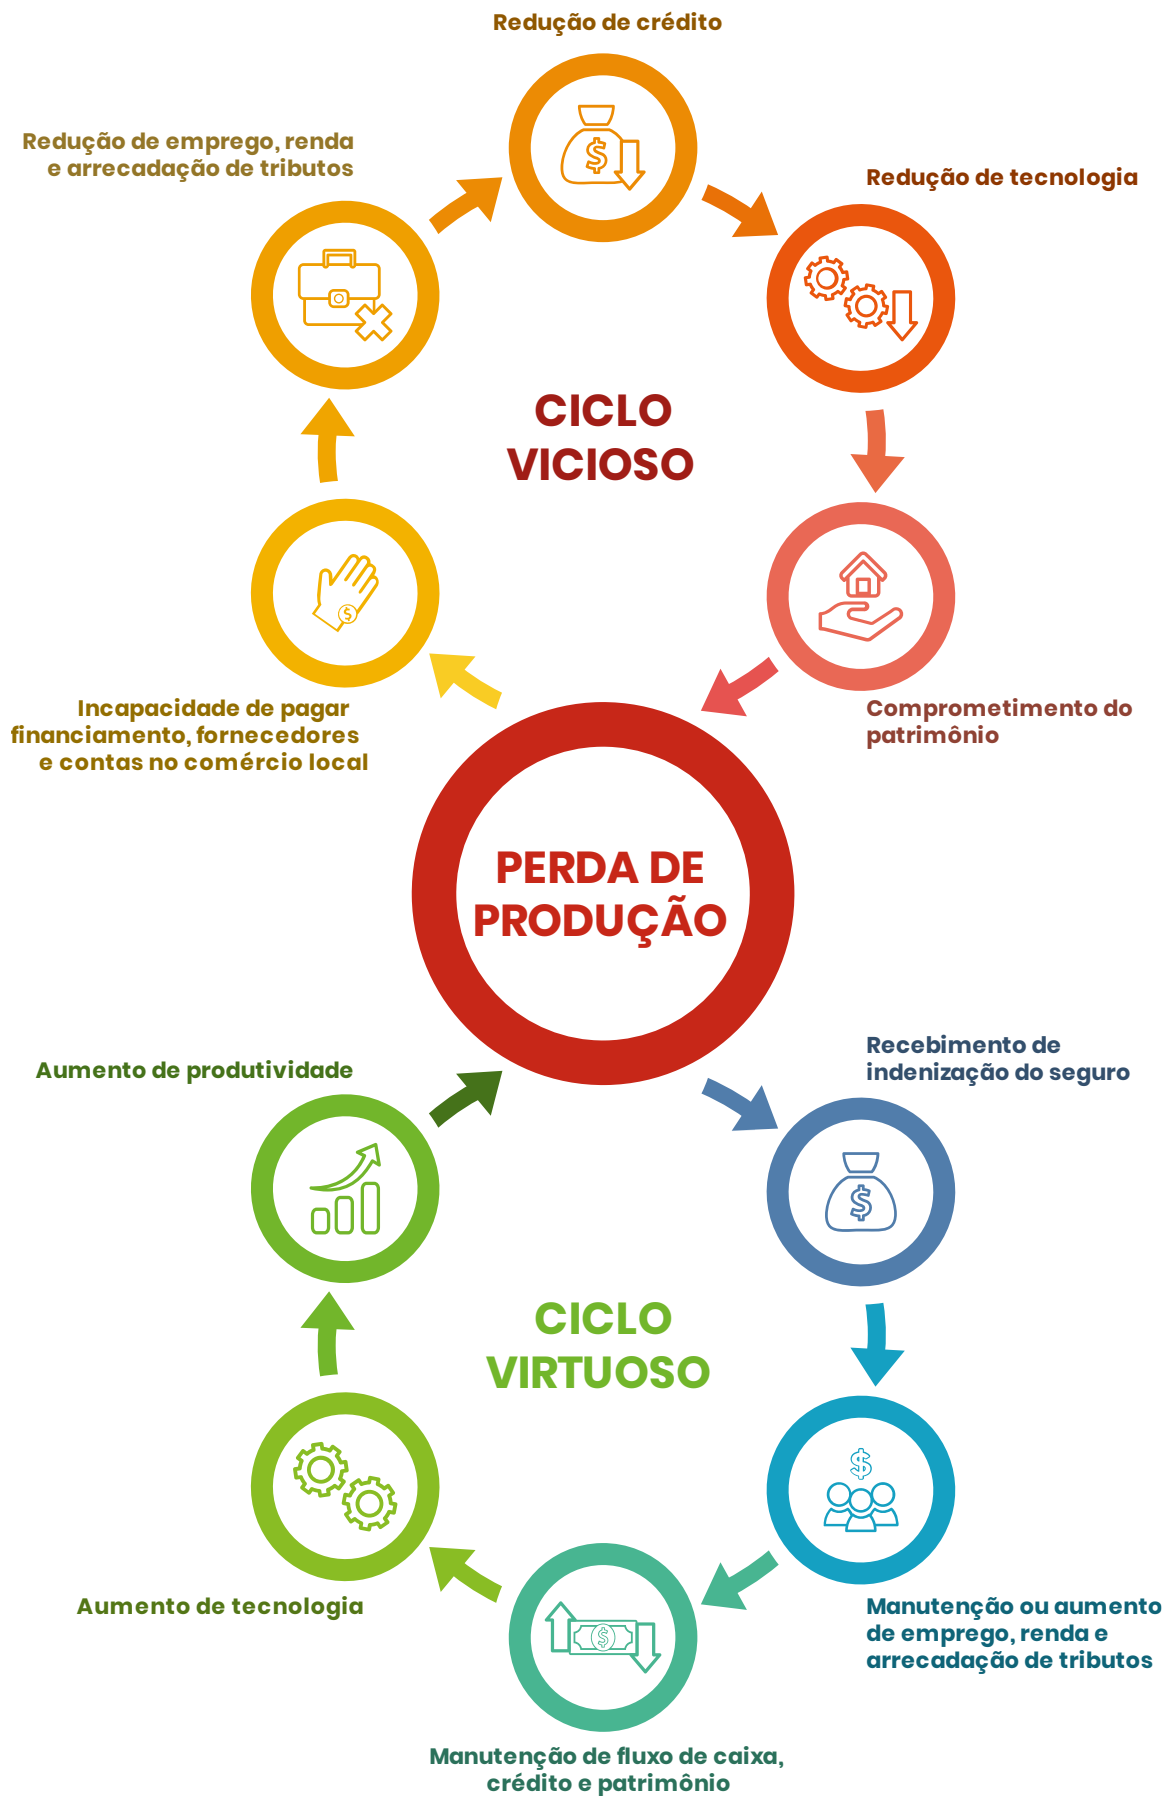 Redução de crédito
Redução de emprego, renda
e arrecadação de tributos
Redução de tecnologia
CICLO
VICIOSO
Incapacidade de pagar
financiamento, fornecedores
e contas no comércio local
Comprometimento do
patrimônio
PERDA DE
PRODUÇÃO
Aumento de produtividade
Recebimento de
indenização do seguro
CICLO
VIRTUOSO
Aumento de tecnologia
Manutenção ou aumento
de emprego, renda e
arrecadação de tributos
Manutenção de fluxo de caixa,
crédito e patrimônio